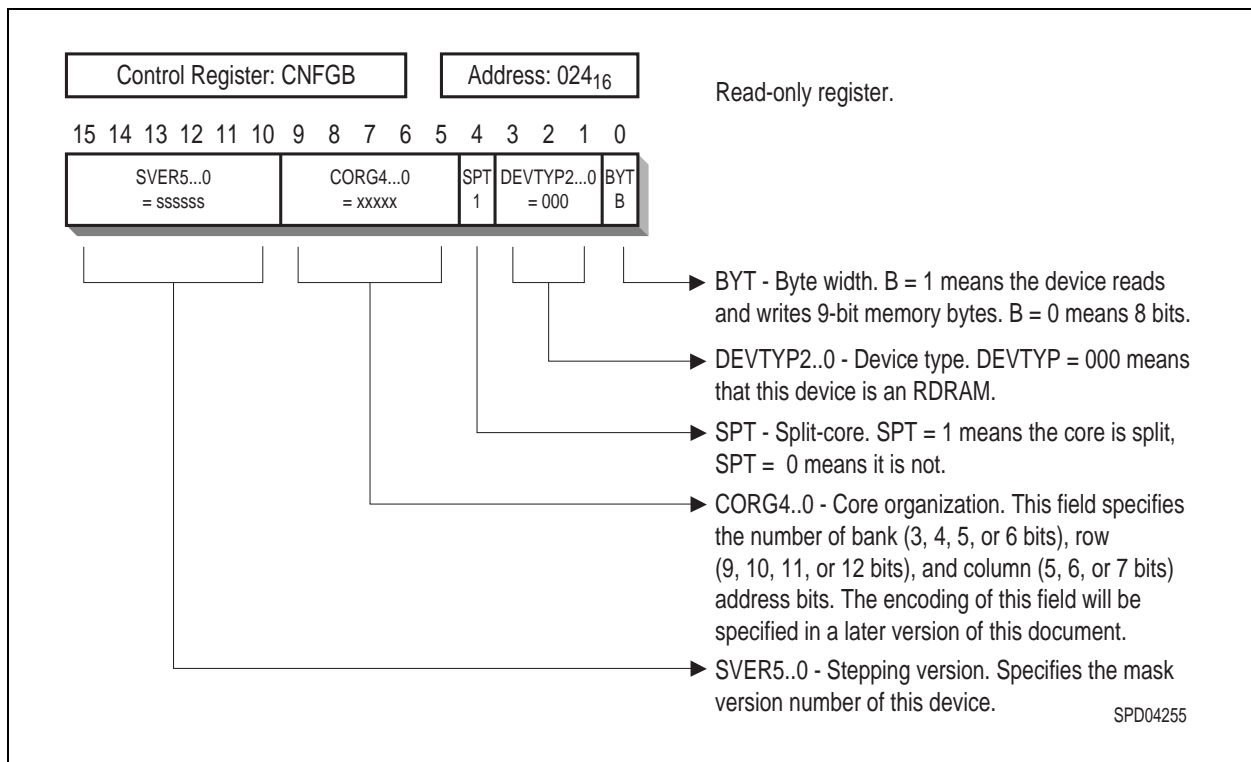 Control Register: CNFGB
Address: 024₁₆
Read-only register.
15 14 13 12 11 10 9 8 7 6 5 4 3 2 1 0
SVER5...0 CORG4...0 SPT DEVTYP2...0 BYT
= ssssss = xxxxx 1 = 000 B
BYT - Byte width. B = 1 means the device reads
and writes 9-bit memory bytes. B = 0 means 8 bits.
DEVTYP2..0 - Device type. DEVTYP = 000 means
that this device is an RDRAM.
SPT - Split-core. SPT = 1 means the core is split,
SPT = 0 means it is not.
CORG4..0 - Core organization. This field specifies
the number of bank (3, 4, 5, or 6 bits), row
(9, 10, 11, or 12 bits), and column (5, 6, or 7 bits)
address bits. The encoding of this field will be
specified in a later version of this document.
SVER5..0 - Stepping version. Specifies the mask
version number of this device.
SPD04255